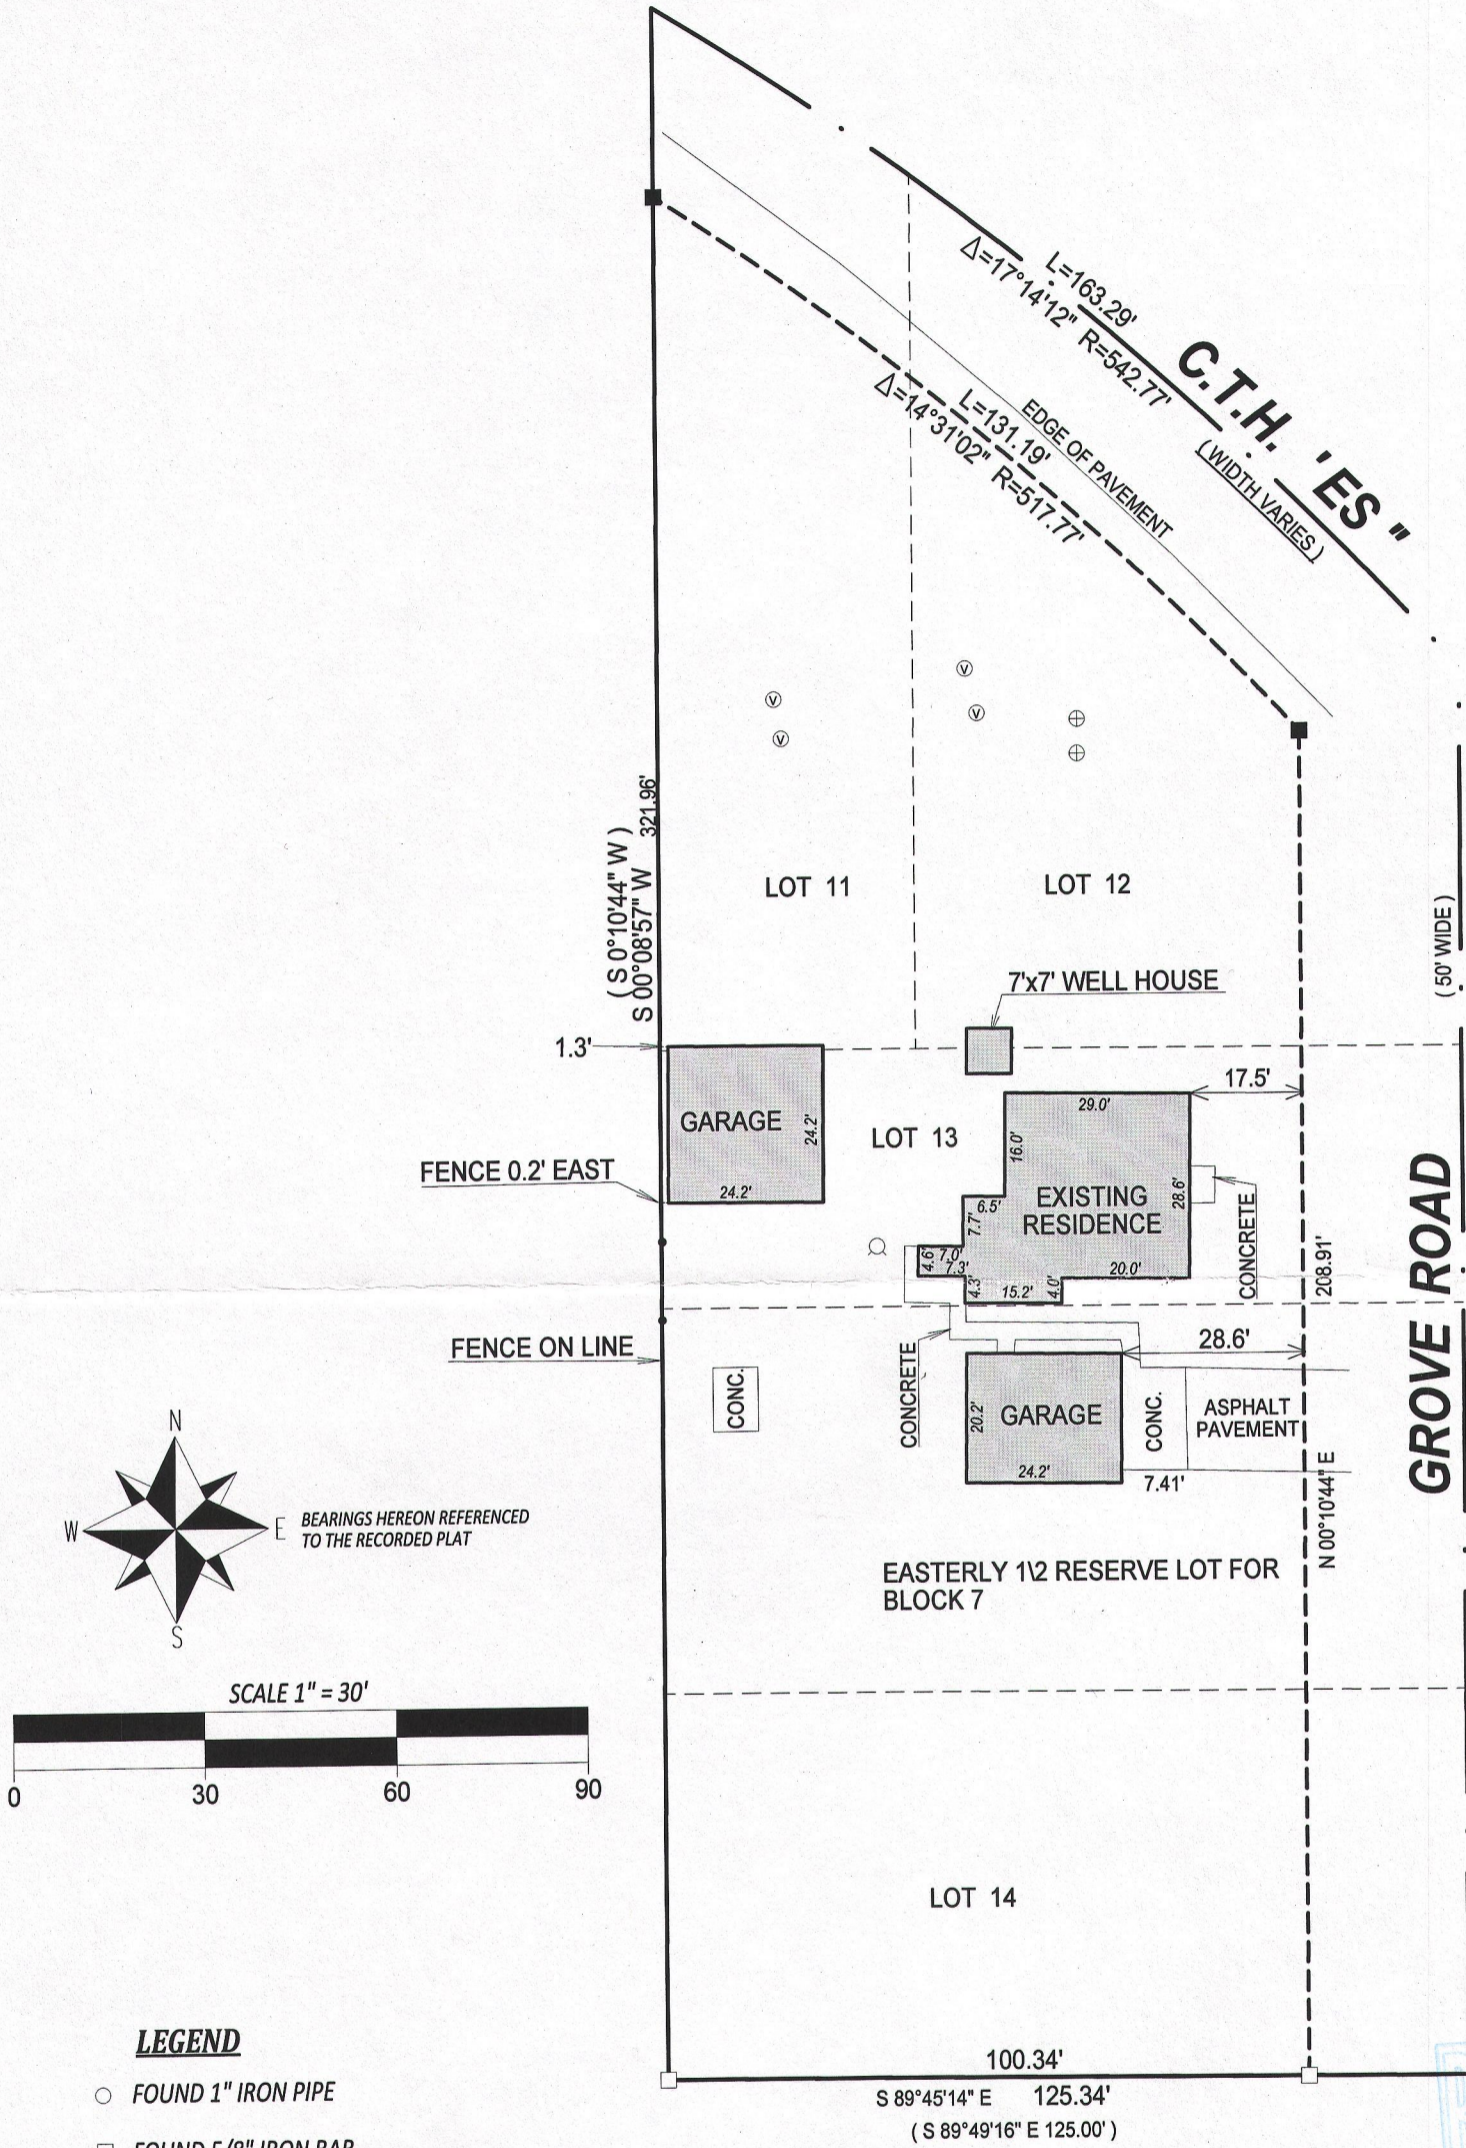 L=163.29'
Δ=17°14'12" R=542.77'
C.T.H. 'ES "
( WIDTH VARIES )
L=131.19'
Δ=14°31'02" R=517.77'
EDGE OF PAVEMENT
V
V
V
V
( S 0°10'44" W )
S 00°08'57" W 321.96'
LOT 11
LOT 12
( 50' WIDE )
7'x7' WELL HOUSE
1.3'
17.5'
29.0'
GARAGE
24.2'
24.2'
LOT 13
16.0'
FENCE 0.2' EAST
EXISTING
RESIDENCE
28.6'
6.5'
7.7'
4.6'
7.0'
7.3'
4.3'
15.2'
4.0'
20.0'
CONCRETE
208.91'
GROVE ROAD
FENCE ON LINE
28.6'
CONC.
CONCRETE
20.2'
GARAGE
24.2'
CONC.
ASPHALT
PAVEMENT
7.41'
N 00°10'44" E
N
W
E
S
BEARINGS HEREON REFERENCED
TO THE RECORDED PLAT
EASTERLY 1\2 RESERVE LOT FOR
BLOCK 7
SCALE 1" = 30'
0 30 60 90
LOT 14
LEGEND
FOUND 1" IRON PIPE
FOUND 5/8" IRON BAR
100.34'
S 89°45'14" E 125.34'
( S 89°49'16" E 125.00' )